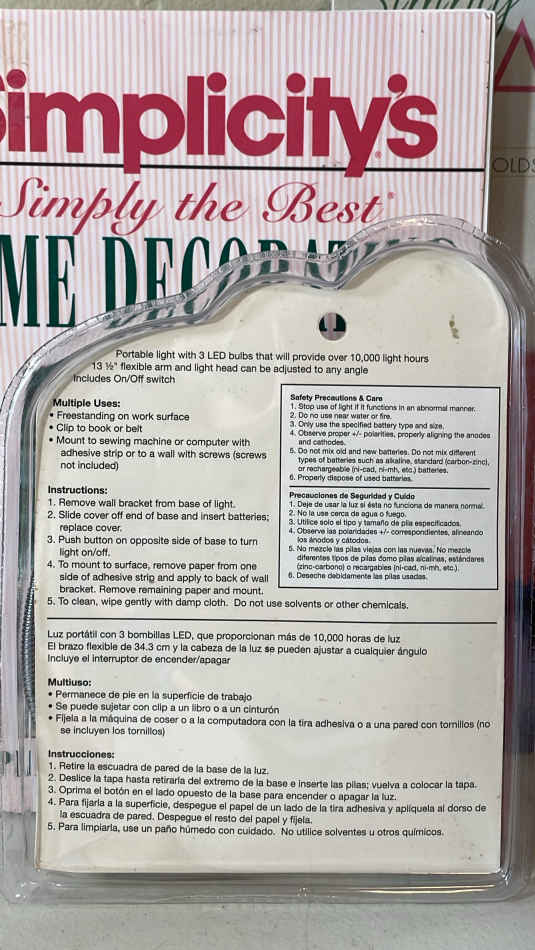 implicity's
Simply the Best
ME DECORAT
OLDS
Portable light with 3 LED bulbs that will provide over 10,000 light hours
13 ½" flexible arm and light head can be adjusted to any angle
Includes On/Off switch
Multiple Uses:
• Freestanding on work surface
• Clip to book or belt
• Mount to sewing machine or computer with
adhesive strip or to a wall with screws (screws
not included)
Instructions:
1. Remove wall bracket from base of light.
2. Slide cover off end of base and insert batteries;
replace cover.
3. Push button on opposite side of base to turn
light on/off.
4. To mount to surface, remove paper from one
side of adhesive strip and apply to back of wall
bracket. Remove remaining paper and mount.
5. To clean, wipe gently with damp cloth. Do not use solvents or other chemicals.
Safety Precautions & Care
1. Stop use of light if it functions in an abnormal manner.
2. Do no use near water or fire.
3. Only use the specified battery type and size.
4. Observe proper +/- polarities, properly aligning the anodes
and cathodes.
5. Do not mix old and new batteries. Do not mix different
types of batteries such as alkaline, standard (carbon-zinc),
or rechargeable (ni-cad, ni-mh, etc.) batteries.
6. Properly dispose of used batteries.
Precauciones de Seguridad y Cuido
1. Deje de usar la luz si ésta no funciona de manera normal.
2. No la use cerca de agua o fuego.
3. Utilice solo el tipo y tamaño de pila especificados.
4. Observe las polaridades +/- correspondientes, alineando
los ánodos y cátodos.
5. No mezcle las pilas viejas con las nuevas. No mezcle
diferentes tipos de pilas como pilas alcalinas, estándares
(zinc-carbono) o recargables (ni-cad, ni-mh, etc.).
6. Deseche debidamente las pilas usadas.
Luz portátil con 3 bombillas LED, que proporcionan más de 10,000 horas de luz
El brazo flexible de 34.3 cm y la cabeza de la luz se pueden ajustar a cualquier ángulo
Incluye el interruptor de encender/apagar
Multiuso:
• Permanece de pie en la superficie de trabajo
• Se puede sujetar con clip a un libro o a un cinturón
• Fíjela a la máquina de coser o a la computadora con la tira adhesiva o a una pared con tornillos (no
se incluyen los tornillos)
Instrucciones:
1. Retire la escuadra de pared de la base de la luz.
2. Deslice la tapa hasta retirarla del extremo de la base e inserte las pilas; vuelva a colocar la tapa.
3. Oprima el botón en el lado opuesto de la base para encender o apagar la luz.
4. Para fijarla a la superficie, despegue el papel de un lado de la tira adhesiva y aplíquela al dorso de
la escuadra de pared. Despegue el resto del papel y fíjela.
5. Para limpiarla, use un paño húmedo con cuidado. No utilice solventes u otros químicos.